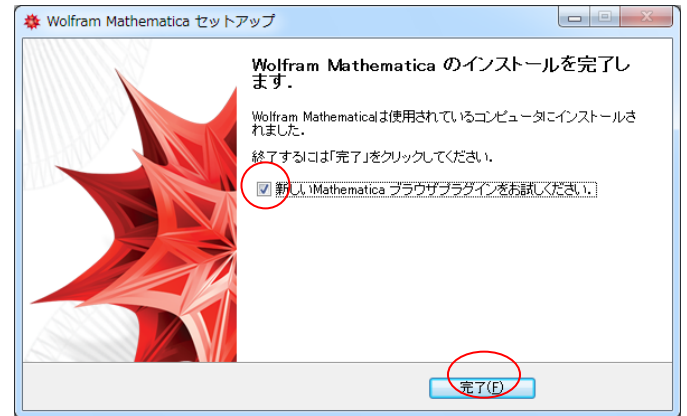 Wolfram Mathematica セットアップ
Wolfram Mathematica のインストールを完了し
ます.
Wolfram Mathematicaは使用されているコンピュータにインストールさ
れました.
終了するには「完了」をクリックしてください.
新しいMathematica ブラウザプラグインをお試しください.
完了(F)